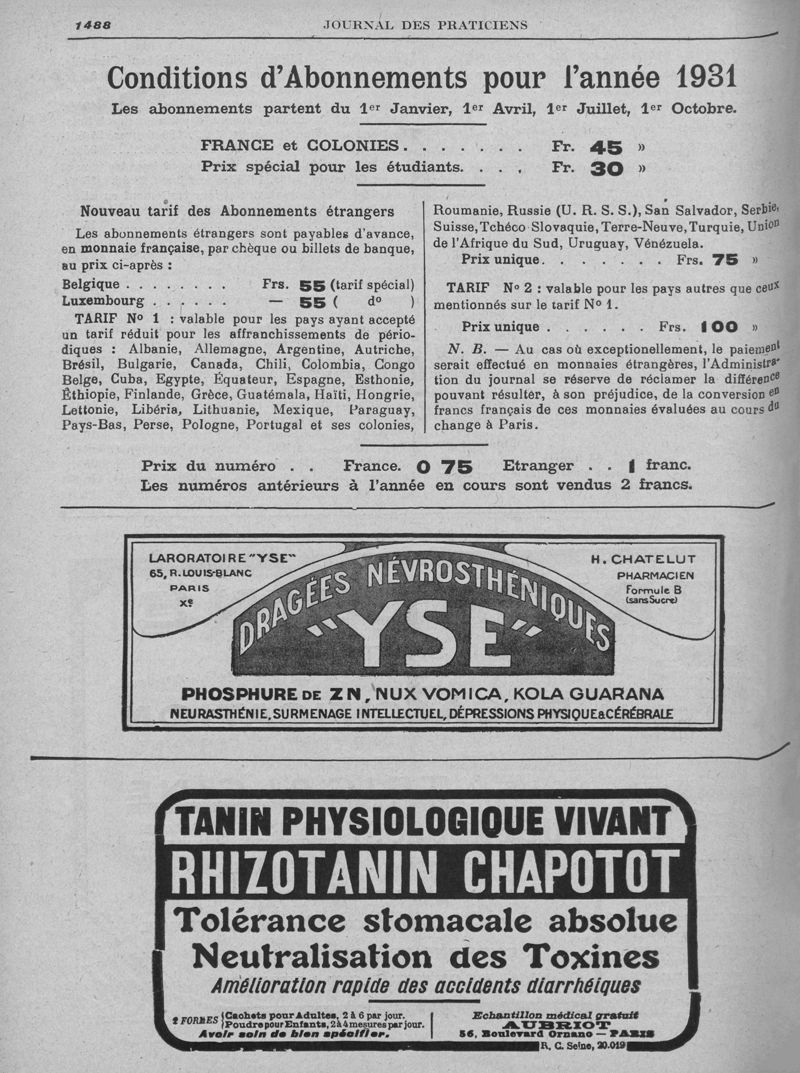 1488
JOURNAL DES PRATICIENS
Conditions d'Abonnements pour l'année 1931
Les abonnements partent du 1er Janvier, 1er Avril, 1er Juillet, 1er Octobre.
FRANCE et COLONIES. . . . . . . Fr. 45 »
Prix spécial pour les étudiants. . . . Fr. 30 »
Nouveau tarif des Abonnements étrangers
Les abonnements étrangers sont payables d'avance,
en monnaie française, par chèque ou billets de banque,
au prix ci-après :
Belgique . . . . . . . . Frs. 55 (tarif spécial)
Luxembourg . . . . . . — 55 ( do )
TARIF No 1 : valable pour les pays ayant accepté
un tarif réduit pour les affranchissements de pério-
diques : Albanie, Allemagne, Argentine, Autriche,
Brésil, Bulgarie, Canada, Chili, Colombia, Congo
Belge, Cuba, Egypte, Équateur, Espagne, Esthonie,
Éthiopie, Finlande, Grèce, Guatémala, Haïti, Hongrie,
Lettonie, Libéria, Lithuanie, Mexique, Paraguay,
Pays-Bas, Perse, Pologne, Portugal et ses colonies,
Roumanie, Russie (U. R. S. S.), San Salvador, Serbie,
Suisse, Tchéco Slovaquie, Terre-Neuve, Turquie, Union
de l'Afrique du Sud, Uruguay, Vénézuela.
Prix unique. . . . . . . Frs. 75 »
TARIF No 2 : valable pour les pays autres que ceux
mentionnés sur le tarif No 1.
Prix unique . . . . . . Frs. 100 »
N. B. — Au cas où exceptionellement, le paiement
serait effectué en monnaies étrangères, l'Administra-
tion du journal se réserve de réclamer la différence
pouvant résulter, à son préjudice, de la conversion en
francs français de ces monnaies évaluées au cours du
change à Paris.
Prix du numéro . . France. 0 75 Etranger . . 1 franc.
Les numéros antérieurs à l'année en cours sont vendus 2 francs.
LARORATOIRE "YSE"
65, R. LOUIS-BLANC
PARIS
Xe
H. CHATELUT
PHARMACIEN
Formule B
(sans Sucre)
DRAGÉES NÉVROSTHÉNIQUES
"YSE"
PHOSPHURE DE ZN, NUX VOMICA, KOLA GUARANA
NEURASTHÉNIE, SURMENAGE INTELLECTUEL, DÉPRESSIONS PHYSIQUE & CÉRÉBRALE
TANIN PHYSIOLOGIQUE VIVANT
RHIZOTANIN CHAPOTOT
Tolérance stomacale absolue
Neutralisation des Toxines
Amélioration rapide des accidents diarrhéiques
2 FORMES { Cachets pour Adultes, 2 à 6 par jour.
Poudre pour Enfants, 2 à 4 mesures par jour.
Avoir soin de bien spécifier.
Echantillon médical gratuit
AUBRIOT
56, Boulevard Ornano — PARIS
R. C. Seine, 20.019